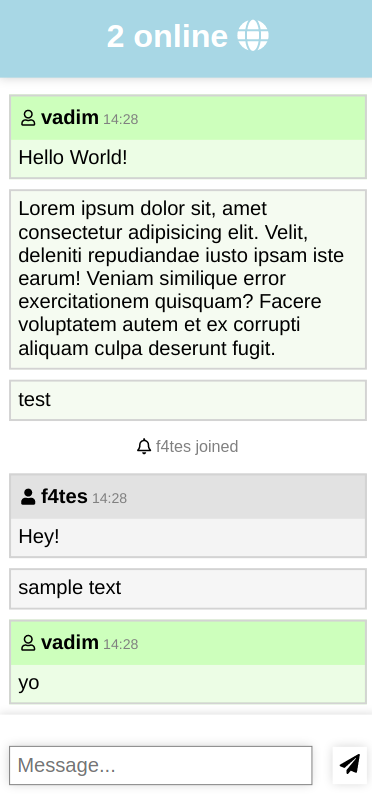 2 online
vadim 14:28
Hello World!
Lorem ipsum dolor sit, amet
consectetur adipisicing elit. Velit,
deleniti repudiandae iusto ipsam iste
earum! Veniam similique error
exercitationem quisquam? Facere
voluptatem autem et ex corrupti
aliquam culpa deserunt fugit.
test
f4tes joined
f4tes 14:28
Hey!
sample text
vadim 14:28
yo
Message...